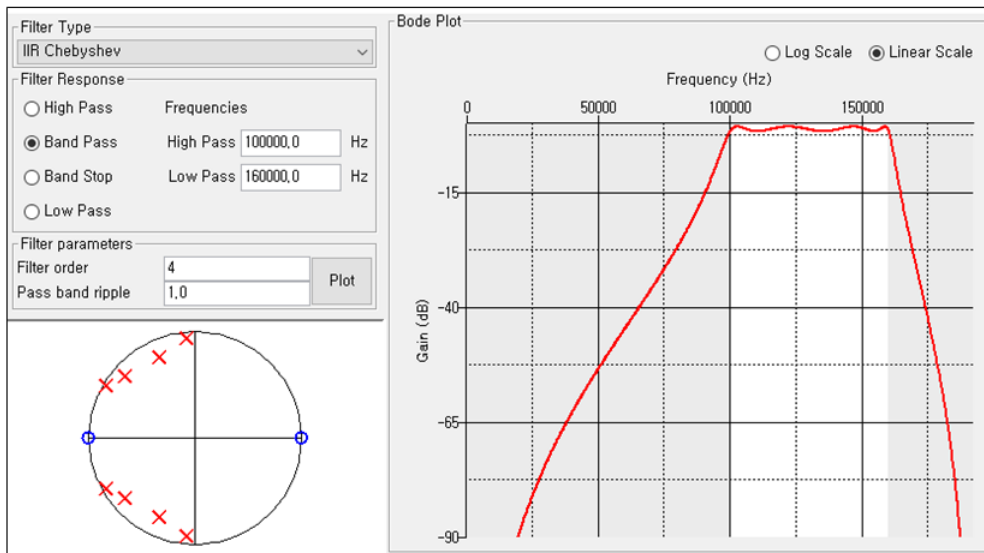 Filter Type
IIR Chebyshev
Filter Response
High Pass Frequencies
Band Pass High Pass 100000,0 Hz
Band Stop Low Pass 160000,0 Hz
Low Pass
Filter parameters
Filter order 4
Pass band ripple 1,0
Plot
Bode Plot
Log Scale Linear Scale
Frequency (Hz)
0 50000 100000 150000
-15
-40
Gain (dB)
-65
-90